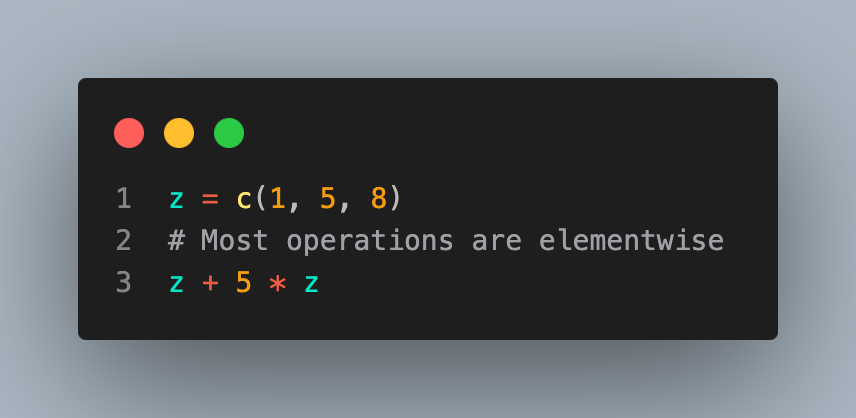 1 z = c(1, 5, 8)
2 # Most operations are elementwise
3 z + 5 * z